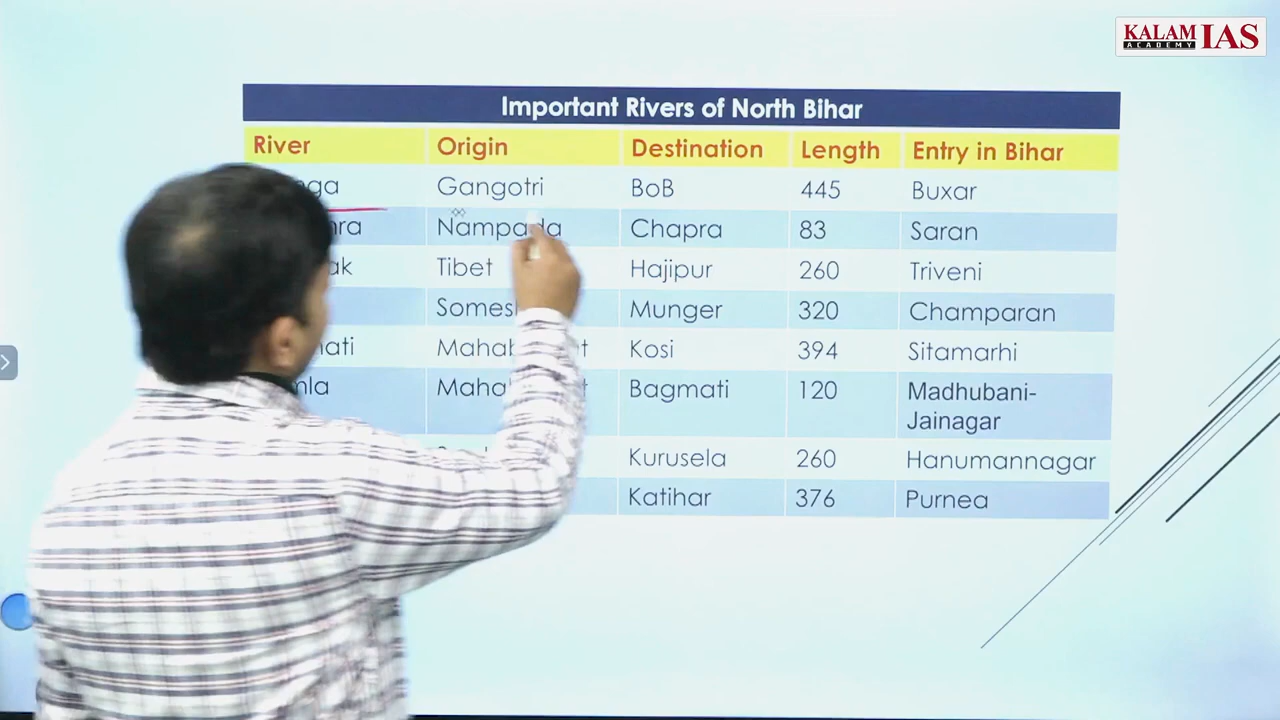 KALAM IAS
ACADEMY
Important Rivers of North Bihar
River Origin Destination Length Entry in Bihar
Gangotri BoB 445 Buxar
Nampada Chapra 83 Saran
Tibet Hajipur 260 Triveni
Munger 320 Champaran
Kosi 394 Sitamarhi
Bagmati 120 Madhubani-
Jainagar
Kurusela 260 Hanumannagar
Katihar 376 Purnea